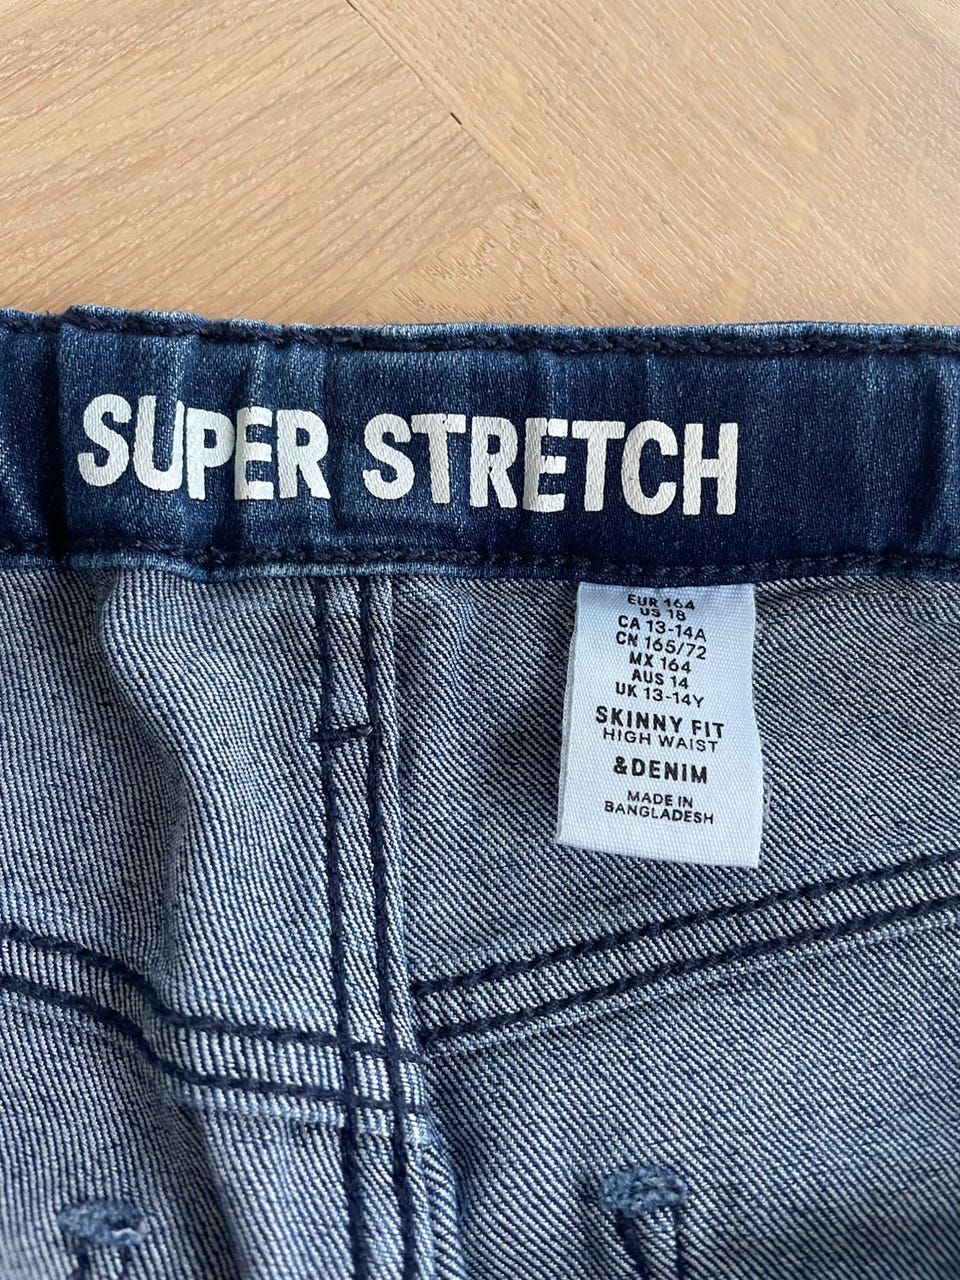 SUPER STRETCH
EUR 164
US 16
CA 13-14A
CN 165/72
MX 164
AUS 14
UK 13-14Y
SKINNY FIT
HIGH WAIST
&DENIM
MADE IN
BANGLADESH